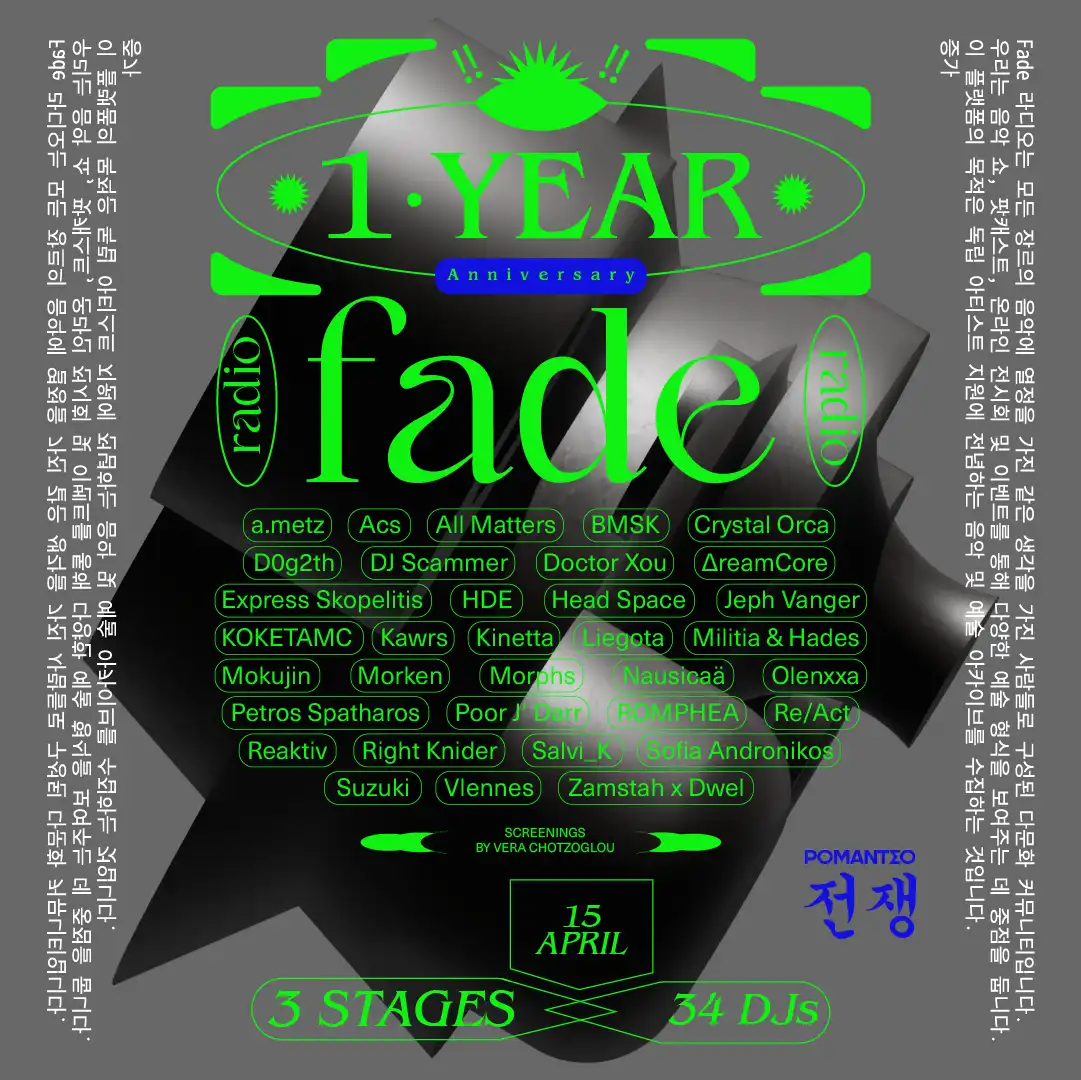 !! !!
1·YEAR
Anniversary
radio
fade
radio
a.metz Acs All Matters BMSK Crystal Orca
D0g2th DJ Scammer Doctor Xou ΔreamCore
Express Skopelitis HDE Head Space Jeph Vanger
KOKETAMC Kawrs Kinetta Liegota Militia & Hades
Mokujin Morken Morphs Nausicaä Olenxxa
Petros Spatharos Poor J' Darr ROMPHEA Re/Act
Reaktiv Right Knider Salvi_K Sofia Andronikos
Suzuki Vlennes Zamstah x Dwel
SCREENINGS
BY VERA CHOTZOGLOU
15
APRIL
3 STAGES
34 DJs
ΡΟΜΑΝΤΣΟ
전쟁
Fade 라디오는 모든 장르의 음악에 열정을 가진 같은 생각을 가진 사람들로 구성된 다문화 커뮤니티입니다.
우리는 음악 쇼, 팟캐스트, 온라인 전시회 및 이벤트를 통해 다양한 예술 형식을 보여주는 데 중점을 둡니다.
이 플랫폼의 목적은 독립 아티스트 지원에 전념하는 음악 및 예술 아카이브를 수집하는 것입니다.
증가
Fade 라디오는 모든 장르의 음악에 열정을 가진 같은 생각을 가진 사람들로 구성된 다문화 커뮤니티입니다.
우리는 음악 쇼, 팟캐스트, 온라인 전시회 및 이벤트를 통해 다양한 예술 형식을 보여주는 데 중점을 둡니다.
이 플랫폼의 목적은 독립 아티스트 지원에 전념하는 음악 및 예술 아카이브를 수집하는 것입니다.
증가